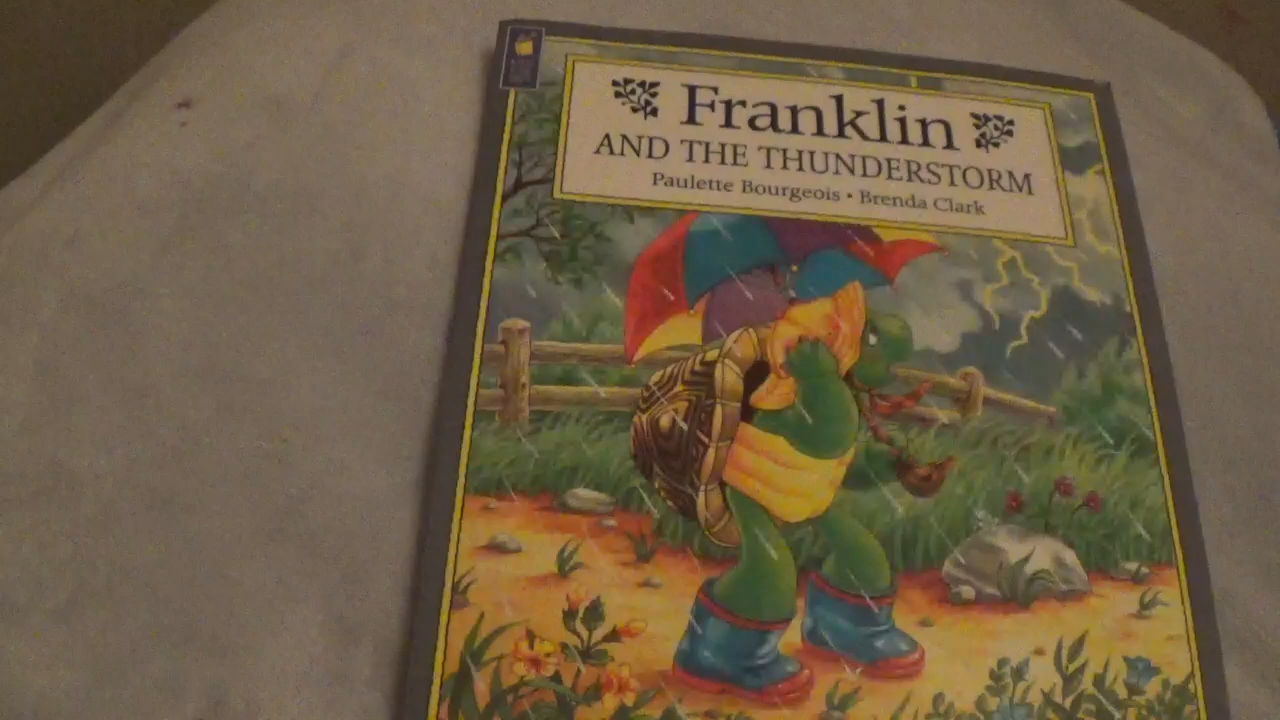 Franklin
AND THE THUNDERSTORM
Paulette Bourgeois • Brenda Clark